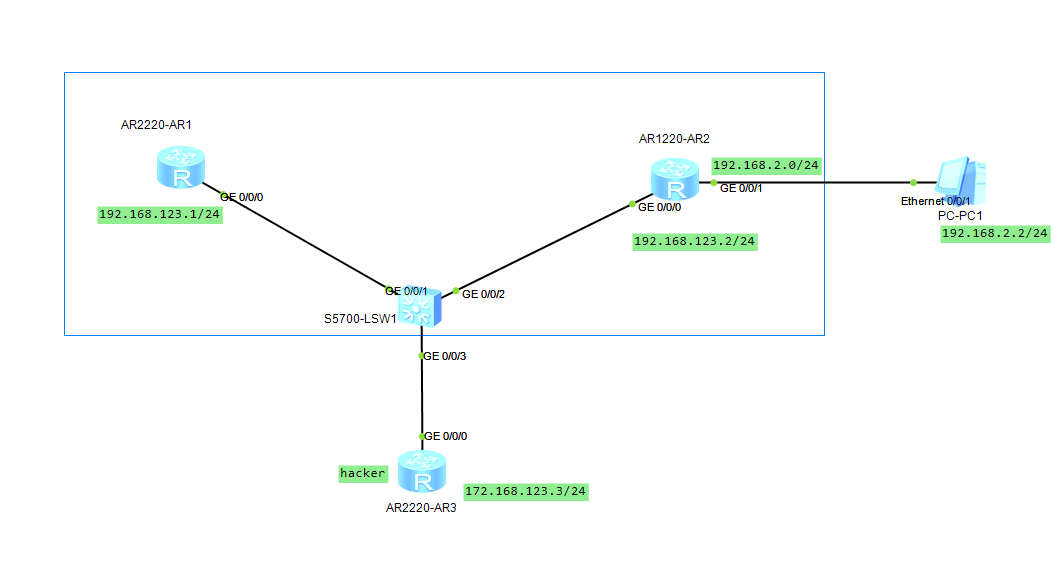 AR2220-AR1
AR1220-AR2
192.168.2.0/24
GE 0/0/0
GE 0/0/1
Ethernet 0/0/1
GE 0/0/0
192.168.123.1/24
PC-PC1
192.168.2.2/24
192.168.123.2/24
GE 0/0/1
GE 0/0/2
S5700-LSW1
GE 0/0/3
GE 0/0/0
hacker
172.168.123.3/24
AR2220-AR3
R
R
R